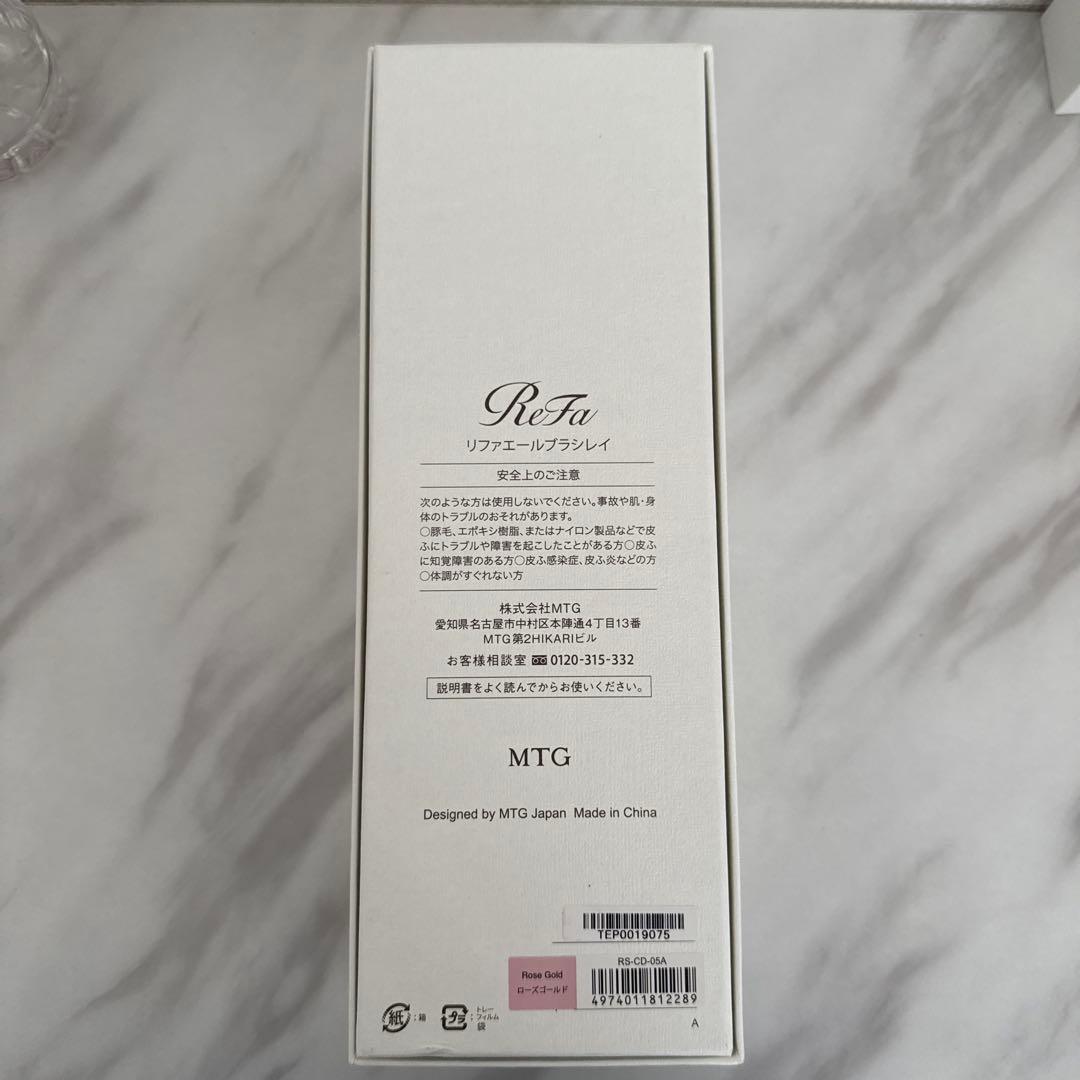 ReFa
リファエールブラシレイ
安全上のご注意
次のような方は使用しないでください。事故や肌・身
体のトラブルのおそれがあります。
○豚毛、エポキシ樹脂、またはナイロン製品などで皮
ふにトラブルや障害を起こしたことがある方○皮ふ
に知覚障害のある方○皮ふ感染症、皮ふ炎などの方
○体調がすぐれない方
株式会社MTG
愛知県名古屋市中村区本陣通4丁目13番
MTG第2HIKARIビル
お客様相談室 0120-315-332
説明書をよく読んでからお使いください。
MTG
Designed by MTG Japan Made in China
TEP0019075
RS-CD-05A
Rose Gold
ローズゴールド
4974011812289
紙 : 箱
プラ : トレー
フィルム
袋
A